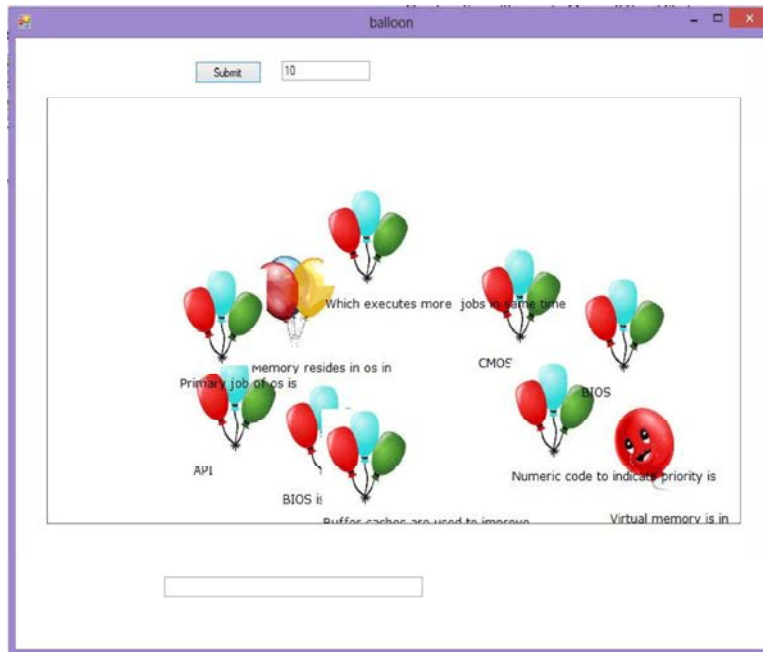 balloon
Submit
10
Which executes more jobs in same time
Memory resides in os in
CMOS
Primary job of os is
BIOS
API
Numeric code to indicate priority is
BIOS is
Buffer caches are used to improve
Virtual memory is in